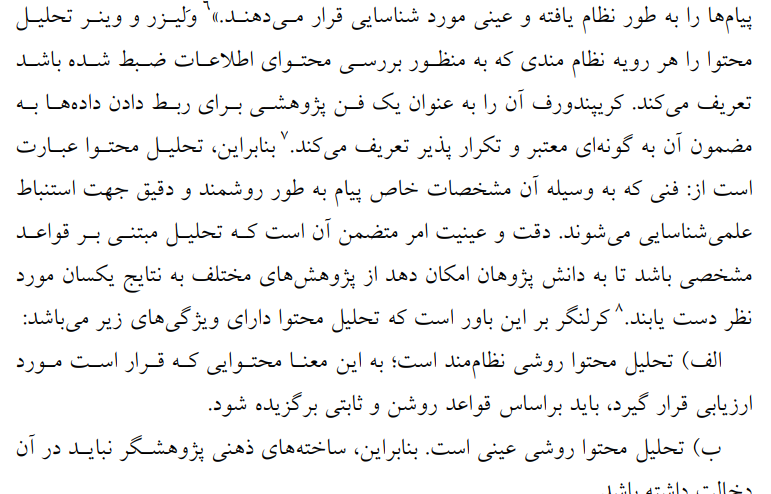 پیام‌ها را به طور نظام یافته و عینی مورد شناسایی قرار می‌دهند.»۶ وَلیزر و وینر تحلیل
محتوا را هر رویه نظام مندی که به منظور بررسی محتوای اطلاعات ضبط شده باشد
تعریف می‌کند. کریپندورف آن را به عنوان یک فن پژوهشی برای ربط دادن داده‌ها به
مضمون آن به گونه‌ای معتبر و تکرار پذیر تعریف می‌کند.۷ بنابراین، تحلیل محتوا عبارت
است از: فنی که به وسیله آن مشخصات خاص پیام به طور روشمند و دقیق جهت استنباط
علمی‌شناسایی می‌شوند. دقت و عینیت امر متضمن آن است که تحلیل مبتنی بر قواعد
مشخصی باشد تا به دانش پژوهان امکان دهد از پژوهش‌های مختلف به نتایج یکسان مورد
نظر دست یابند.۸ کرلنگر بر این باور است که تحلیل محتوا دارای ویژگی‌های زیر می‌باشد:
الف) تحلیل محتوا روشی نظام‌مند است؛ به این معنا محتوایی که قرار است مورد
ارزیابی قرار گیرد، باید براساس قواعد روشن و ثابتی برگزیده شود.
ب) تحلیل محتوا روشی عینی است. بنابراین، ساخته‌های ذهنی پژوهشگر نباید در آن
دخالت داشته باشد